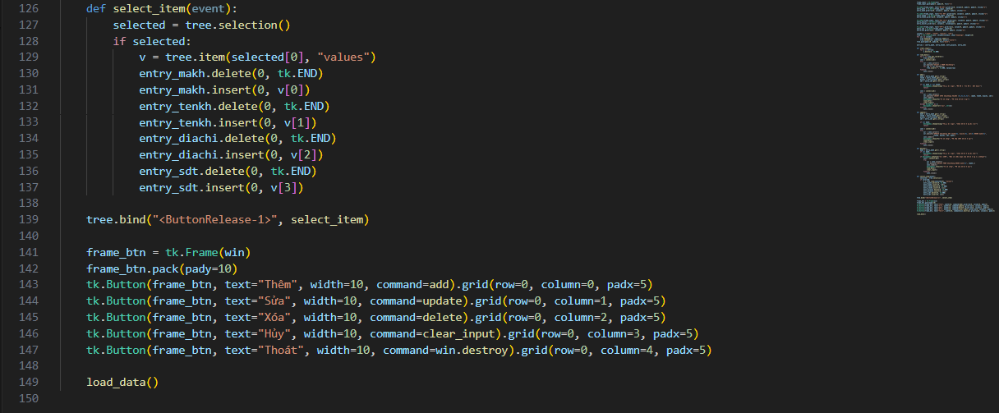 126 def select_item(event):
127 selected = tree.selection()
128 if selected:
129 v = tree.item(selected[0], "values")
130 entry_makh.delete(0, tk.END)
131 entry_makh.insert(0, v[0])
132 entry_tenkh.delete(0, tk.END)
133 entry_tenkh.insert(0, v[1])
134 entry_diachi.delete(0, tk.END)
135 entry_diachi.insert(0, v[2])
136 entry_sdt.delete(0, tk.END)
137 entry_sdt.insert(0, v[3])
138
139 tree.bind("<ButtonRelease-1>", select_item)
140
141 frame_btn = tk.Frame(win)
142 frame_btn.pack(pady=10)
143 tk.Button(frame_btn, text="Thêm", width=10, command=add).grid(row=0, column=0, padx=5)
144 tk.Button(frame_btn, text="Sửa", width=10, command=update).grid(row=0, column=1, padx=5)
145 tk.Button(frame_btn, text="Xóa", width=10, command=delete).grid(row=0, column=2, padx=5)
146 tk.Button(frame_btn, text="Hủy", width=10, command=clear_input).grid(row=0, column=3, padx=5)
147 tk.Button(frame_btn, text="Thoát", width=10, command=win.destroy).grid(row=0, column=4, padx=5)
148
149 load_data()
150